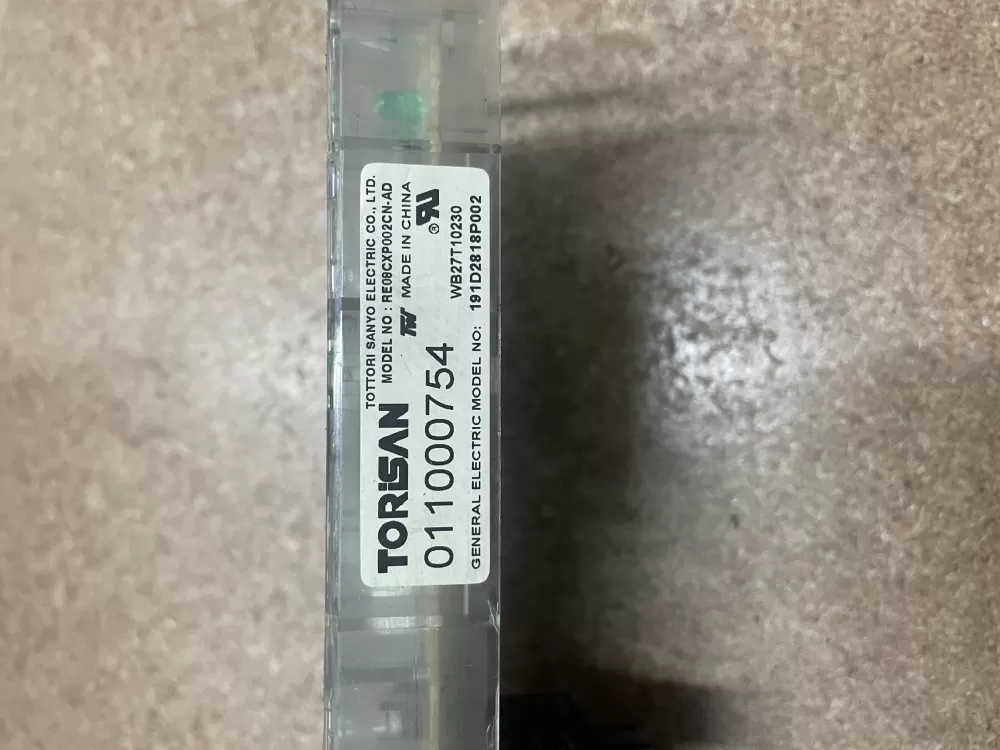 TOTTORI SANYO ELECTRIC CO., LTD.
TORiSAN MODEL NO : RE08CXP002CN-AD
MADE IN CHINA
011000754
WB27T10230
GENERAL ELECTRIC MODEL NO: 191D2818P002